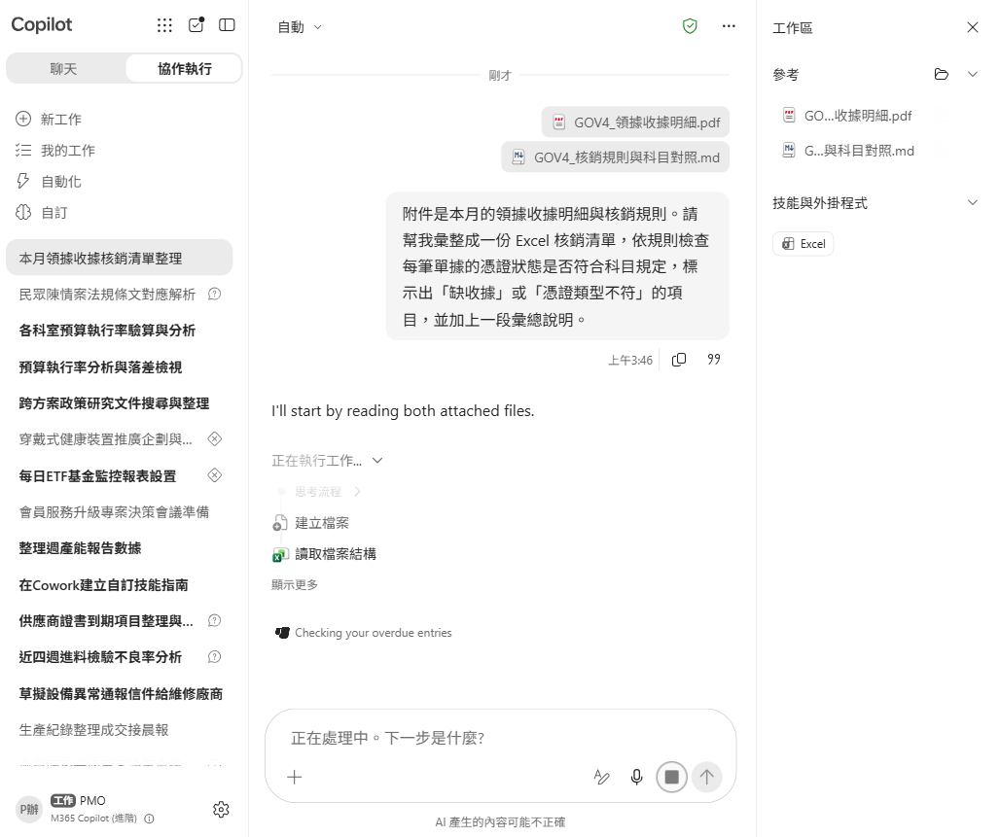 Copilot
聊天
協作執行
新工作
我的工作
自動化
自訂
本月領據收據核銷清單整理
民眾陳情案法規條文對應解析
各科室預算執行率驗算與分析
預算執行率分析與落差檢視
跨方案政策研究文件搜尋與整理
穿戴式健康裝置推廣企劃與...
每日ETF基金監控報表設置
會員服務升級專案決策會議準備
整理週產能報告數據
在Cowork建立自訂技能指南
供應商證書到期項目整理與...
近四週進料檢驗不良率分析
草擬設備異常通報信件給維修廠商
生產紀錄整理成交接晨報
P辦
工作 PMO
M365 Copilot (進階)
自動
剛才
GOV4_領據收據明細.pdf
GOV4_核銷規則與科目對照.md
附件是本月的領據收據明細與核銷規則。請
幫我彙整成一份 Excel 核銷清單，依規則檢查
每筆單據的憑證狀態是否符合科目規定，標
示出「缺收據」或「憑證類型不符」的項
目，並加上一段彙總說明。
上午3:46
I'll start by reading both attached files.
正在執行工作...
思考流程
建立檔案
讀取檔案結構
顯示更多
Checking your overdue entries
正在處理中。下一步是什麼?
AI 產生的內容可能不正確
工作區
參考
GO...收據明細.pdf
G...與科目對照.md
技能與外掛程式
Excel